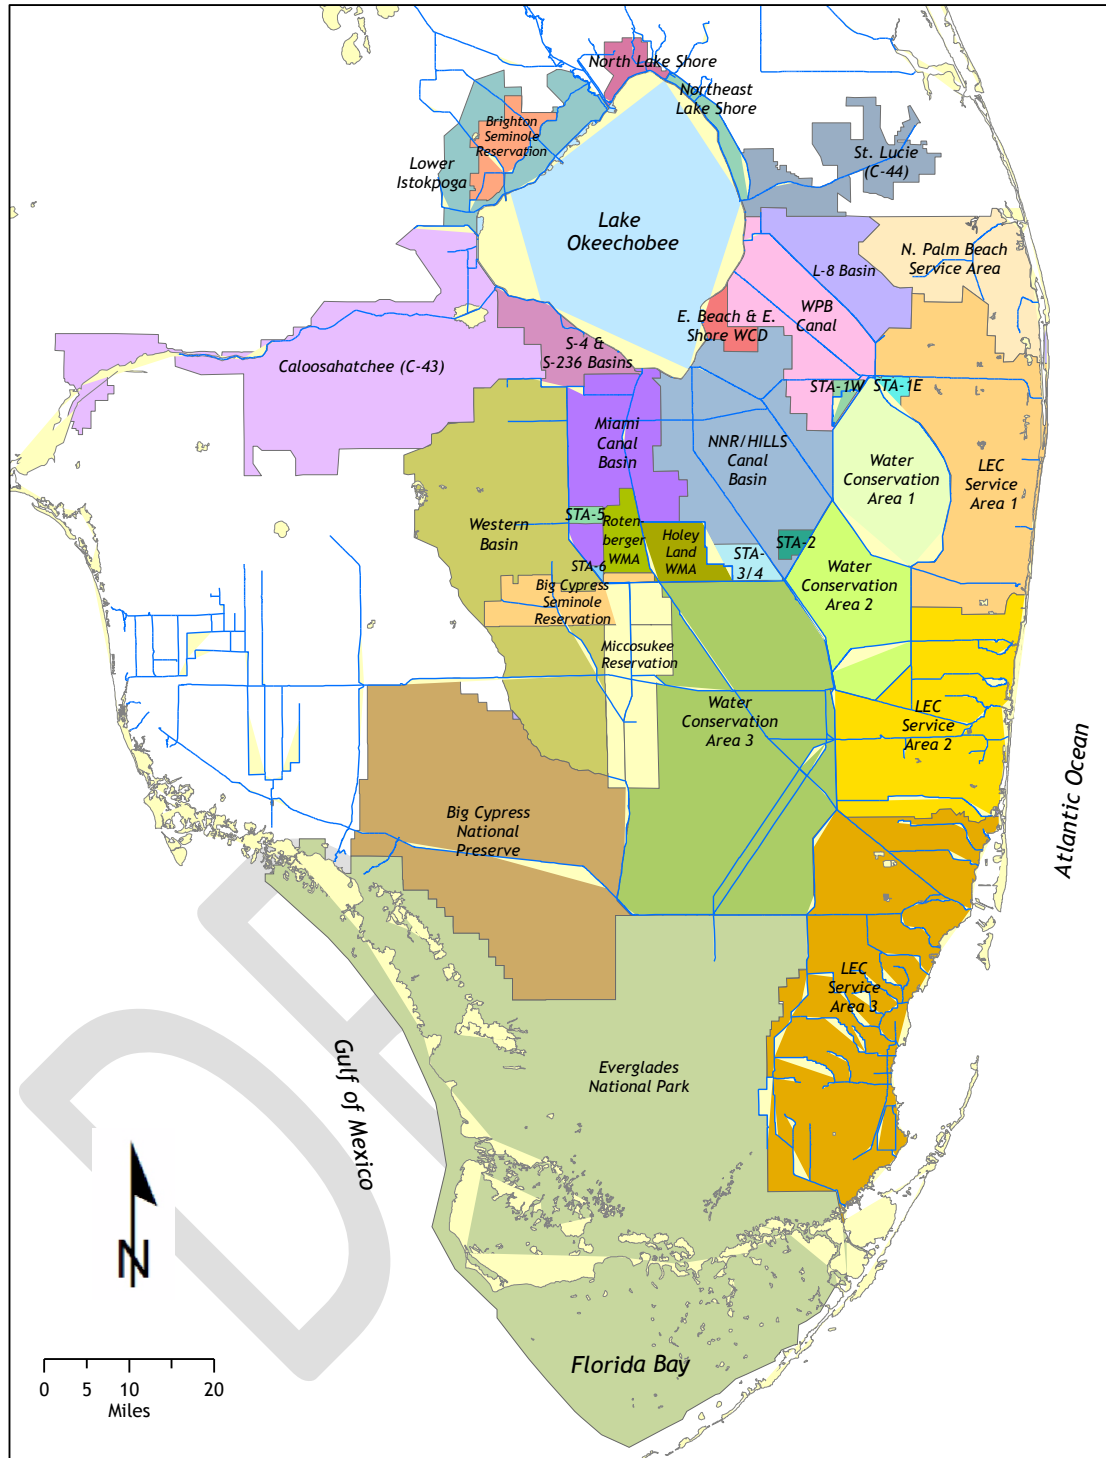 North Lake Shore
Northeast
Lake Shore
Brighton
Seminole
Reservation
Lower
Istokpoga
St. Lucie
(C-44)
Lake
Okeechobee
N. Palm Beach
Service Area
L-8 Basin
WPB
Canal
E. Beach & E.
Shore WCD
S-4 &
S-236 Basins
Caloosahatchee (C-43)
STA-1W
STA-1E
Miami
Canal
Basin
NNR/HILLS
Canal
Basin
Water
Conservation
Area 1
LEC
Service
Area 1
Western
Basin
STA-5
Roten-
berger
WMA
Holey
Land
WMA
STA-2
STA-
3/4
STA-6
Big Cypress
Seminole
Reservation
Water
Conservation
Area 2
Miccosukee
Reservation
Water
Conservation
Area 3
LEC
Service
Area 2
Big Cypress
National
Preserve
Atlantic Ocean
LEC
Service
Area 3
Everglades
National Park
Gulf of Mexico
N
Florida Bay
0 5 10 20
Miles